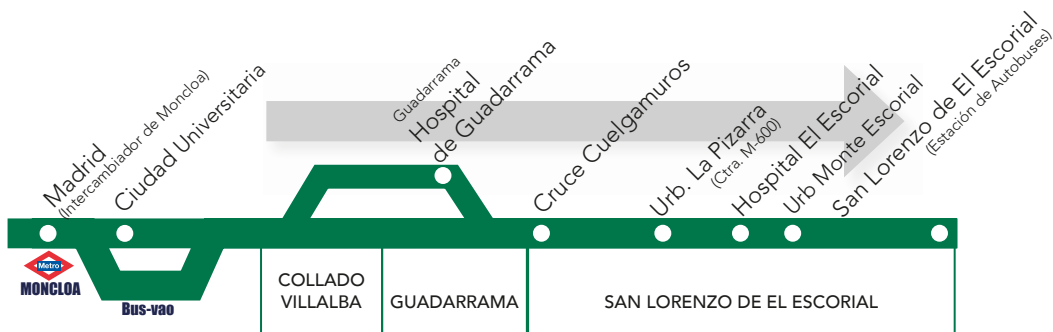 Madrid
(Intercambiador de Moncloa)
Ciudad Universitaria
Guadarrama
Hospital
de Guadarrama
Cruce Cuelgamuros
Urb. La Pizarra
(Ctra. M-600)
Hospital El Escorial
Urb Monte Escorial
San Lorenzo de El Escorial
(Estación de Autobuses)
Metro
MONCLOA
Bus-vao
COLLADO
VILLALBA
GUADARRAMA
SAN LORENZO DE EL ESCORIAL